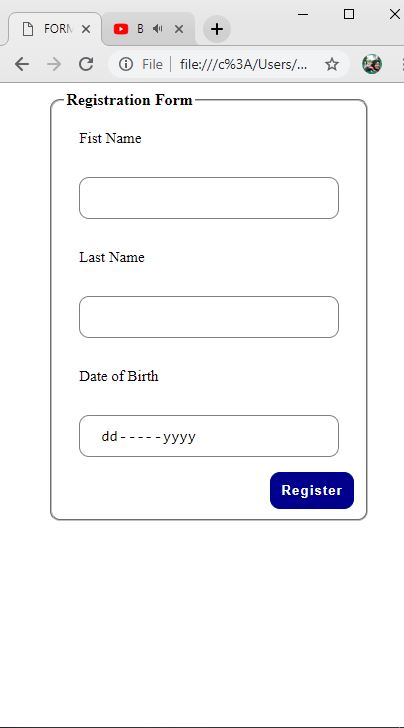 FORM
B
File
file:///c%3A/Users/...
Registration Form
Fist Name
Last Name
Date of Birth
dd-----yyyy
Register